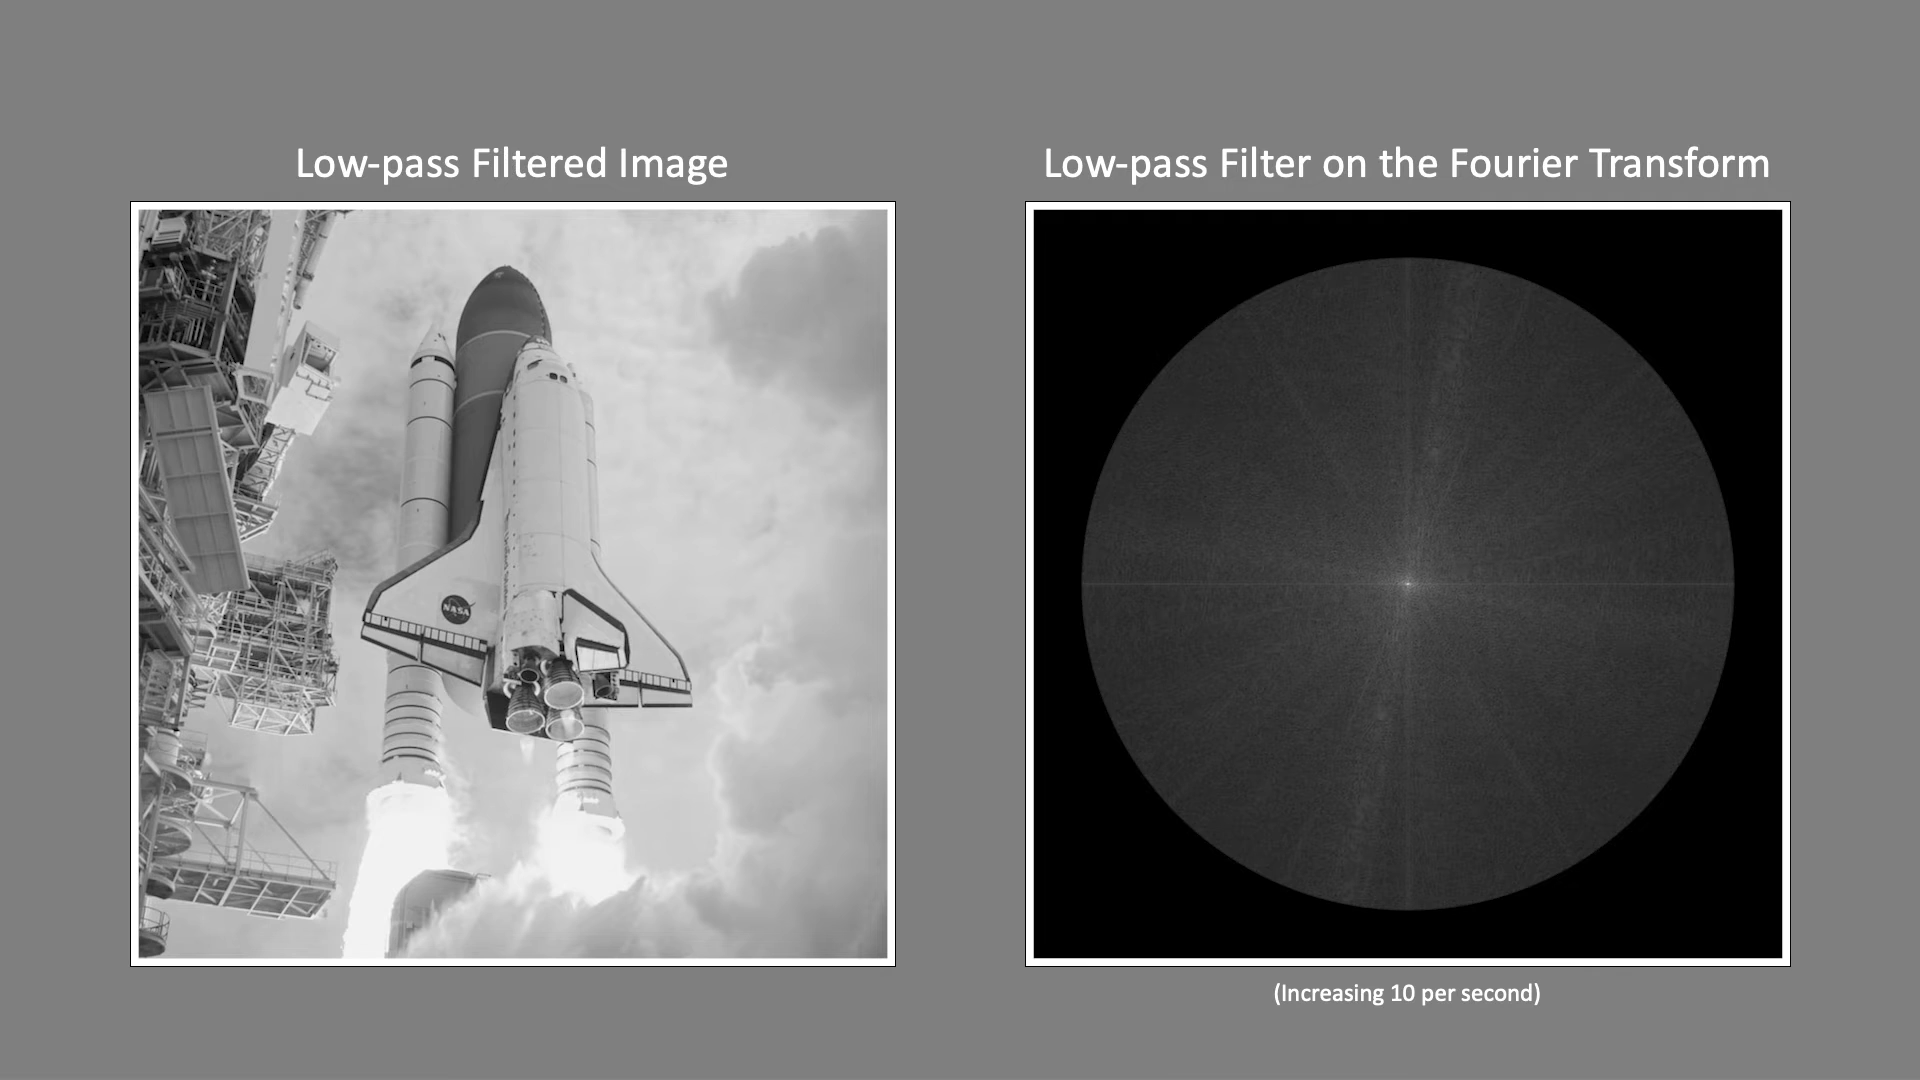 Low-pass Filtered Image
Low-pass Filter on the Fourier Transform
NASA
(Increasing 10 per second)